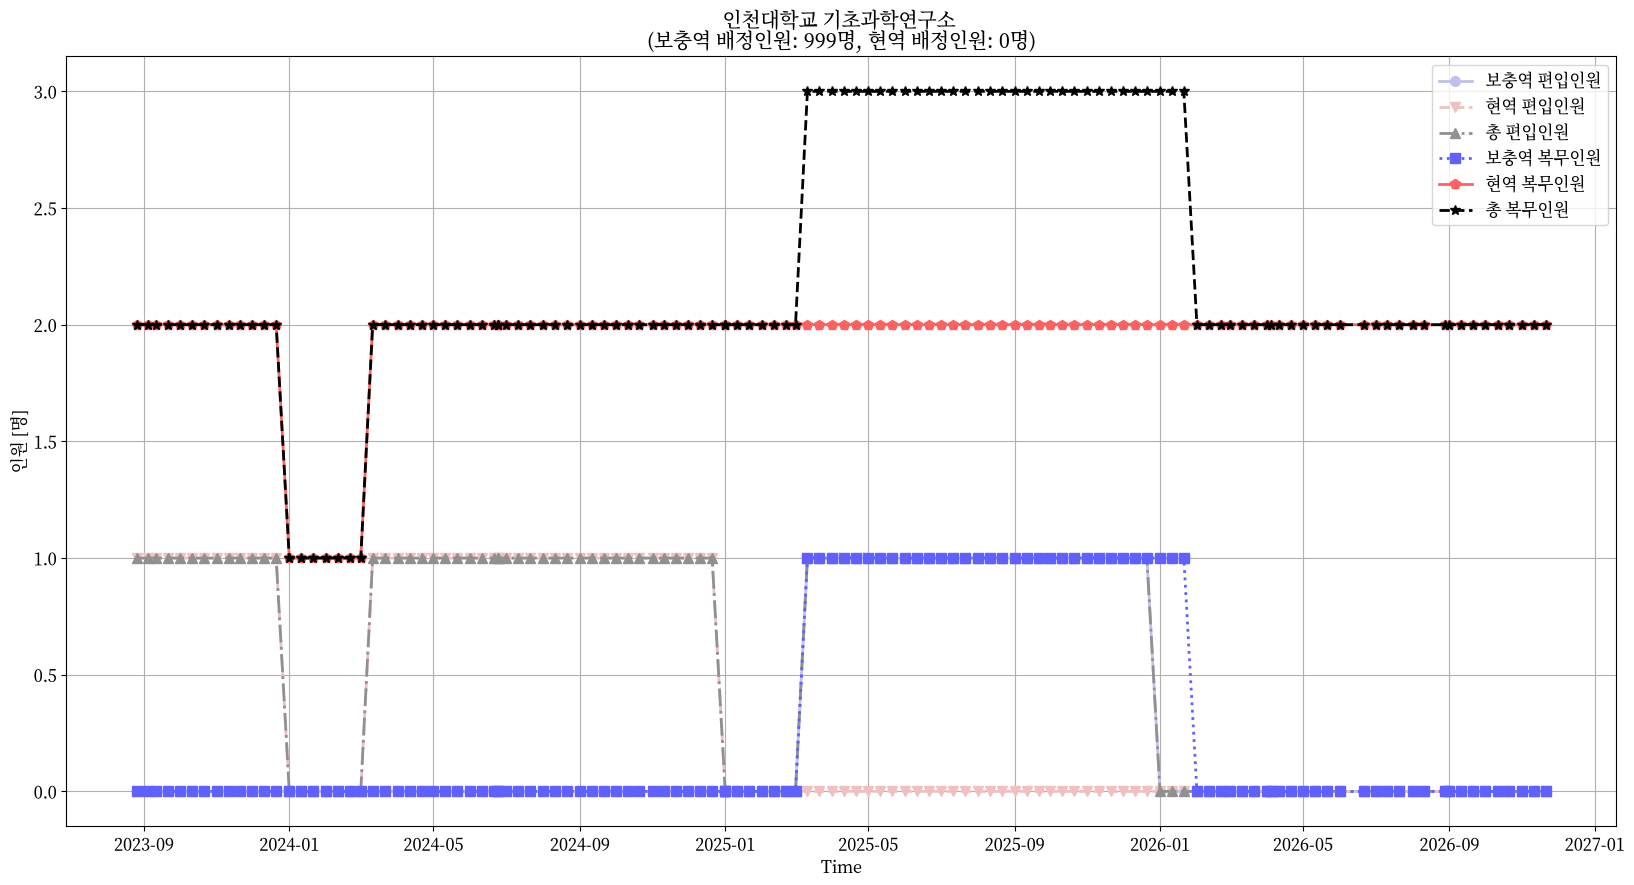 인천대학교 기초과학연구소
(보충역 배정인원: 999명, 현역 배정인원: 0명)
보충역 편입인원
현역 편입인원
총 편입인원
보충역 복무인원
현역 복무인원
총 복무인원
인원 [명]
3.0
2.5
2.0
1.5
1.0
0.5
0.0
2023-09 2024-01 2024-05 2024-09 2025-01 2025-05 2025-09 2026-01 2026-05 2026-09 2027-01
Time